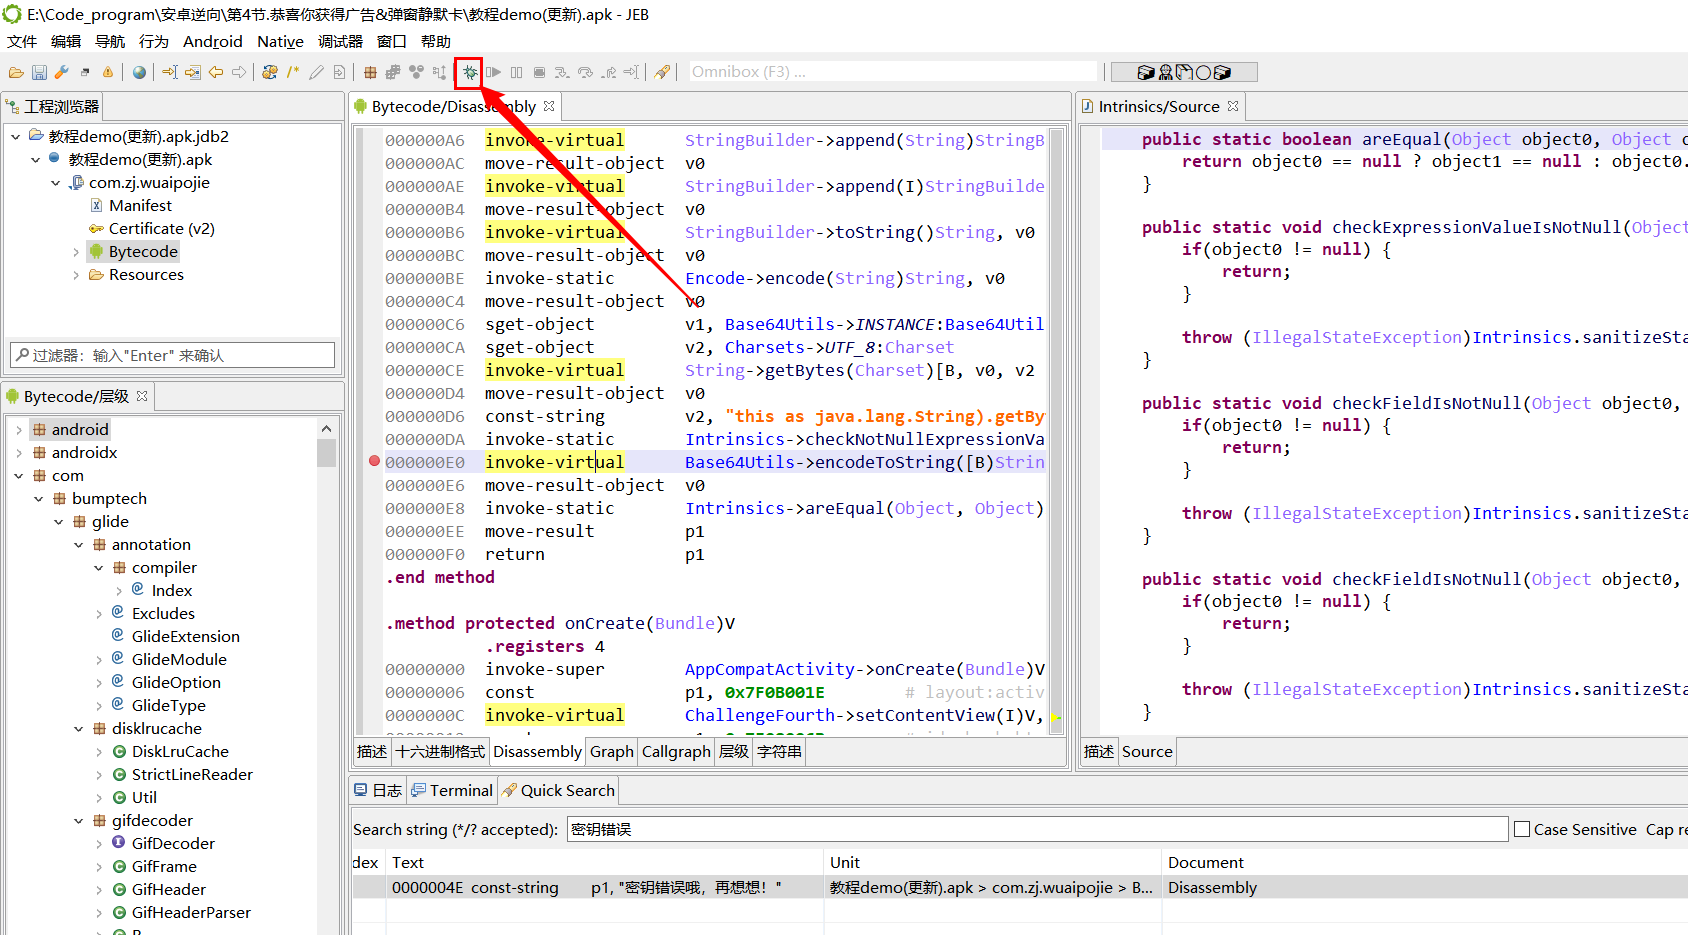 E:\Code_program\安卓逆向\第4节.恭喜你获得广告&弹窗静默卡\教程demo(更新).apk - JEB
文件 编辑 导航 行为 Android Native 调试器 窗口 帮助
Omnibox (F3) ...
工程浏览器
教程demo(更新).apk.jdb2
教程demo(更新).apk
com.zj.wuaipojie
Manifest
Certificate (v2)
Bytecode
Resources
过滤器: 输入"Enter" 来确认
Bytecode/层级
android
androidx
com
bumptech
glide
annotation
compiler
Index
Excludes
GlideExtension
GlideModule
GlideOption
GlideType
disklrucache
DiskLruCache
StrictLineReader
Util
gifdecoder
GifDecoder
GifFrame
GifHeader
GifHeaderParser
Bytecode/Disassembly
000000A6 invoke-virtual StringBuilder->append(String)StringB
000000AC move-result-object v0
000000AE invoke-virtual StringBuilder->append(I)StringBuilde
000000B4 move-result-object v0
000000B6 invoke-virtual StringBuilder->toString()String, v0
000000BC move-result-object v0
000000BE invoke-static Encode->encode(String)String, v0
000000C4 move-result-object v0
000000C6 sget-object v1, Base64Utils->INSTANCE:Base64Util
000000CA sget-object v2, Charsets->UTF_8:Charset
000000CE invoke-virtual String->getBytes(Charset)[B, v0, v2
000000D4 move-result-object v0
000000D6 const-string v2, "this as java.lang.String).getBy
000000DA invoke-static Intrinsics->checkNotNullExpressionVa
000000E0 invoke-virtual Base64Utils->encodeToString([B)Strin
000000E6 move-result-object v0
000000E8 invoke-static Intrinsics->areEqual(Object, Object)
000000EE move-result p1
000000F0 return p1
.end method
.method protected onCreate(Bundle)V
.registers 4
00000000 invoke-super AppCompatActivity->onCreate(Bundle)V
00000006 const p1, 0x7F0B001E # layout:activ
0000000C invoke-virtual ChallengeFourth->setContentView(I)V,
描述 十六进制格式 Disassembly Graph Callgraph 层级 字符串
Intrinsics/Source
public static boolean areEqual(Object object0, Object o
return object0 == null ? object1 == null : object0.
}
public static void checkExpressionValueIsNotNull(Object
if(object0 != null) {
return;
}
throw (IllegalStateException)Intrinsics.sanitizeSta
}
public static void checkFieldIsNotNull(Object object0,
if(object0 != null) {
return;
}
throw (IllegalStateException)Intrinsics.sanitizeSta
}
public static void checkFieldIsNotNull(Object object0,
if(object0 != null) {
return;
}
throw (IllegalStateException)Intrinsics.sanitizeSta
}
描述 Source
日志 Terminal Quick Search
Search string (*/? accepted): 密钥错误 Case Sensitive Cap re
dex Text Unit Document
0000004E const-string p1, "密钥错误哦，再想想！" 教程demo(更新).apk > com.zj.wuaipojie > B... Disassembly